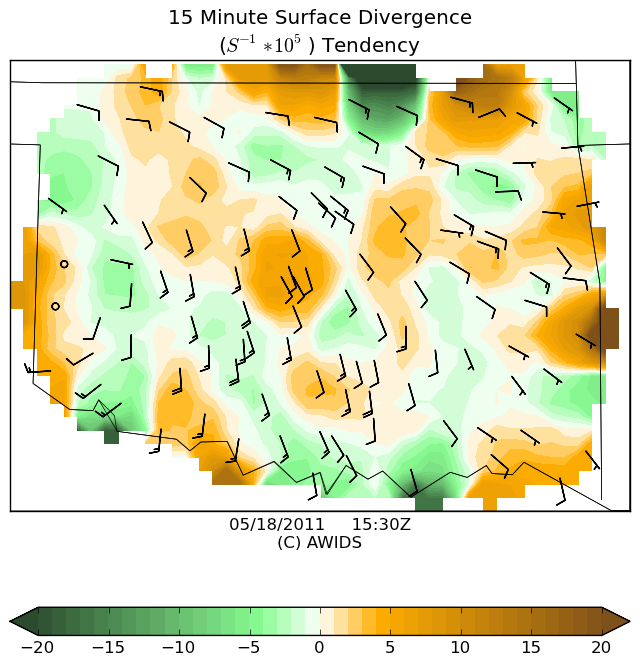 15 Minute Surface Divergence
(S⁻¹ *10⁵ ) Tendency
05/18/2011 15:30Z
(C) AWIDS
−20 −15 −10 −5 0 5 10 15 20